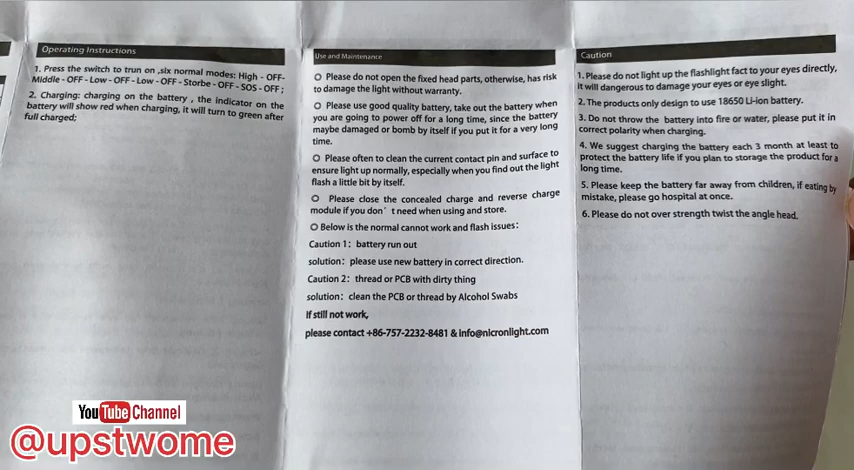 Operating Instructions
1. Press the switch to trun on ,six normal modes: High - OFF-
Middle - OFF - Low - OFF - Low - OFF - Storbe - OFF - SOS - OFF ;
2. Charging: charging on the battery , the indicator on the
battery will show red when charging, it will turn to green after
full charged;
Use and Maintenance
O Please do not open the fixed head parts, otherwise, has risk
to damage the light without warranty.
O Please use good quality battery, take out the battery when
you are going to power off for a long time, since the battery
maybe damaged or bomb by itself if you put it for a very long
time.
O Please often to clean the current contact pin and surface to
ensure light up normally, especially when you find out the light
flash a little bit by itself.
O Please close the concealed charge and reverse charge
module if you don't need when using and store.
O Below is the normal cannot work and flash issues:
Caution 1: battery run out
solution: please use new battery in correct direction.
Caution 2: thread or PCB with dirty thing
solution: clean the PCB or thread by Alcohol Swabs
If still not work,
please contact +86-757-2232-8481 & info@nicronlight.com
Caution
1. Please do not light up the flashlight fact to your eyes directly,
it will dangerous to damage your eyes or eye slight.
2. The products only design to use 18650 Li-ion battery.
3. Do not throw the battery into fire or water, please put it in
correct polarity when charging.
4. We suggest charging the battery each 3 month at least to
protect the battery life if you plan to storage the product for a
long time.
5. Please keep the battery far away from children, if eating by
mistake, please go hospital at once.
6. Please do not over strength twist the angle head.
YouTube Channel
@upstwome